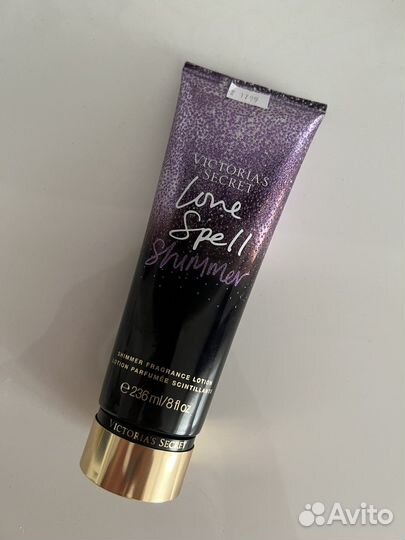 # 1799
VICTORIA'S
SECRET
Love
Spell
Shimmer
SHIMMER FRAGRANCE LOTION
LOTION PARFUMÉE SCINTILLANTE
℮ 236 ml/8 fl oz
VICTORIA'S SECRET
Avito